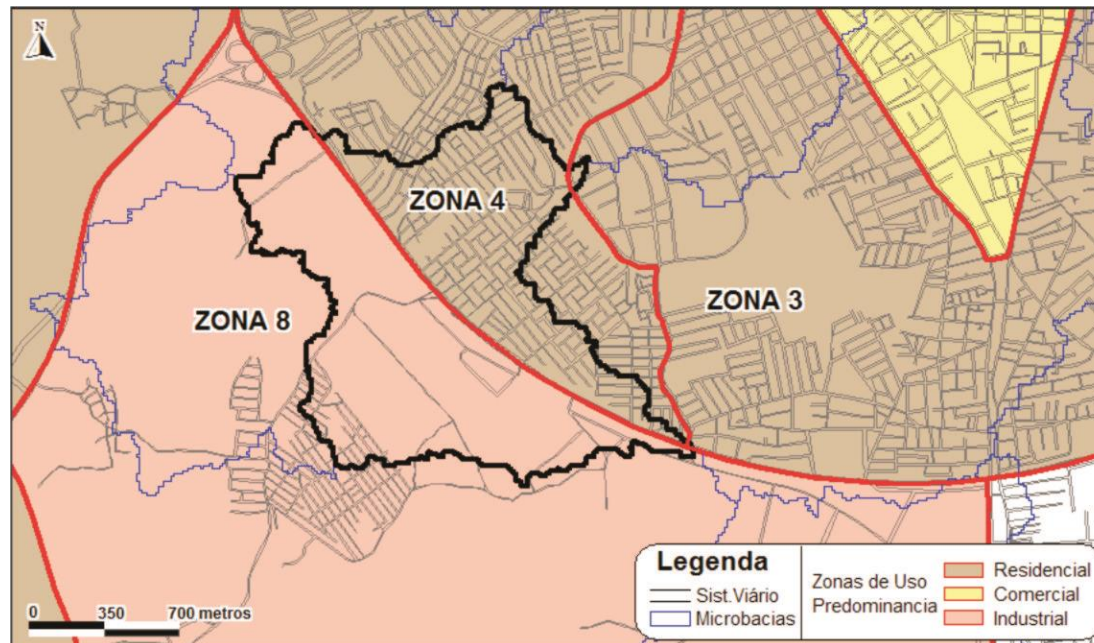 N
ZONA 4
ZONA 3
ZONA 8
0 350 700 metros
Legenda
Sist.Viário
Microbacias
Zonas de Uso
Predominancia
Residencial
Comercial
Industrial